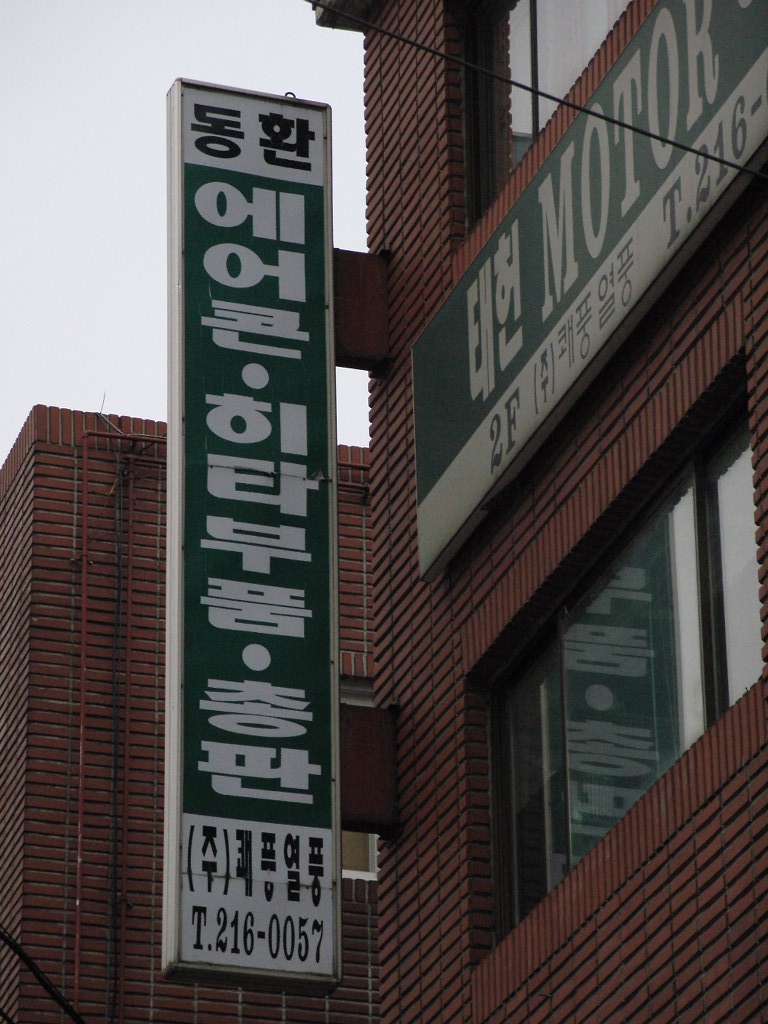 동환
에어콘·히타부품·총판
(주)쾌풍열풍
T.216-0057
태헌 MOTOR
2F (주)쾌풍열풍 T.216-